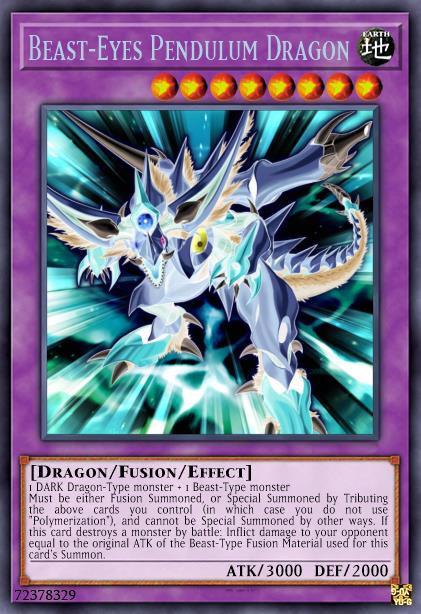 Beast-Eyes Pendulum Dragon
EARTH
地
[Dragon/Fusion/Effect]
1 DARK Dragon-Type monster + 1 Beast-Type monster
Must be either Fusion Summoned, or Special Summoned by Tributing
the above cards you control (in which case you do not use
"Polymerization"), and cannot be Special Summoned by other ways. If
this card destroys a monster by battle: Inflict damage to your opponent
equal to the original ATK of the Beast-Type Fusion Material used for this
card's Summon.
ATK/3000 DEF/2000
72378329